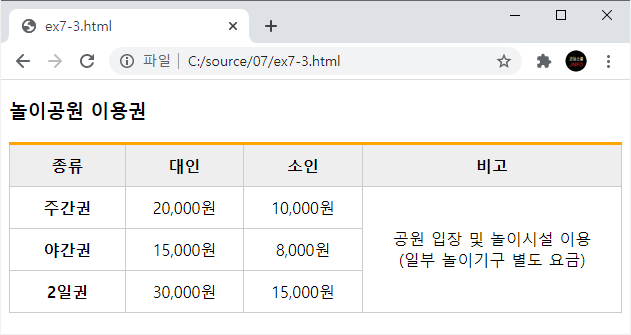 ex7-3.html
파일 C:/source/07/ex7-3.html
놀이공원 이용권
종류 대인 소인 비고
주간권 20,000원 10,000원
야간권 15,000원 8,000원
2일권 30,000원 15,000원
공원 입장 및 놀이시설 이용
(일부 놀이기구 별도 요금)